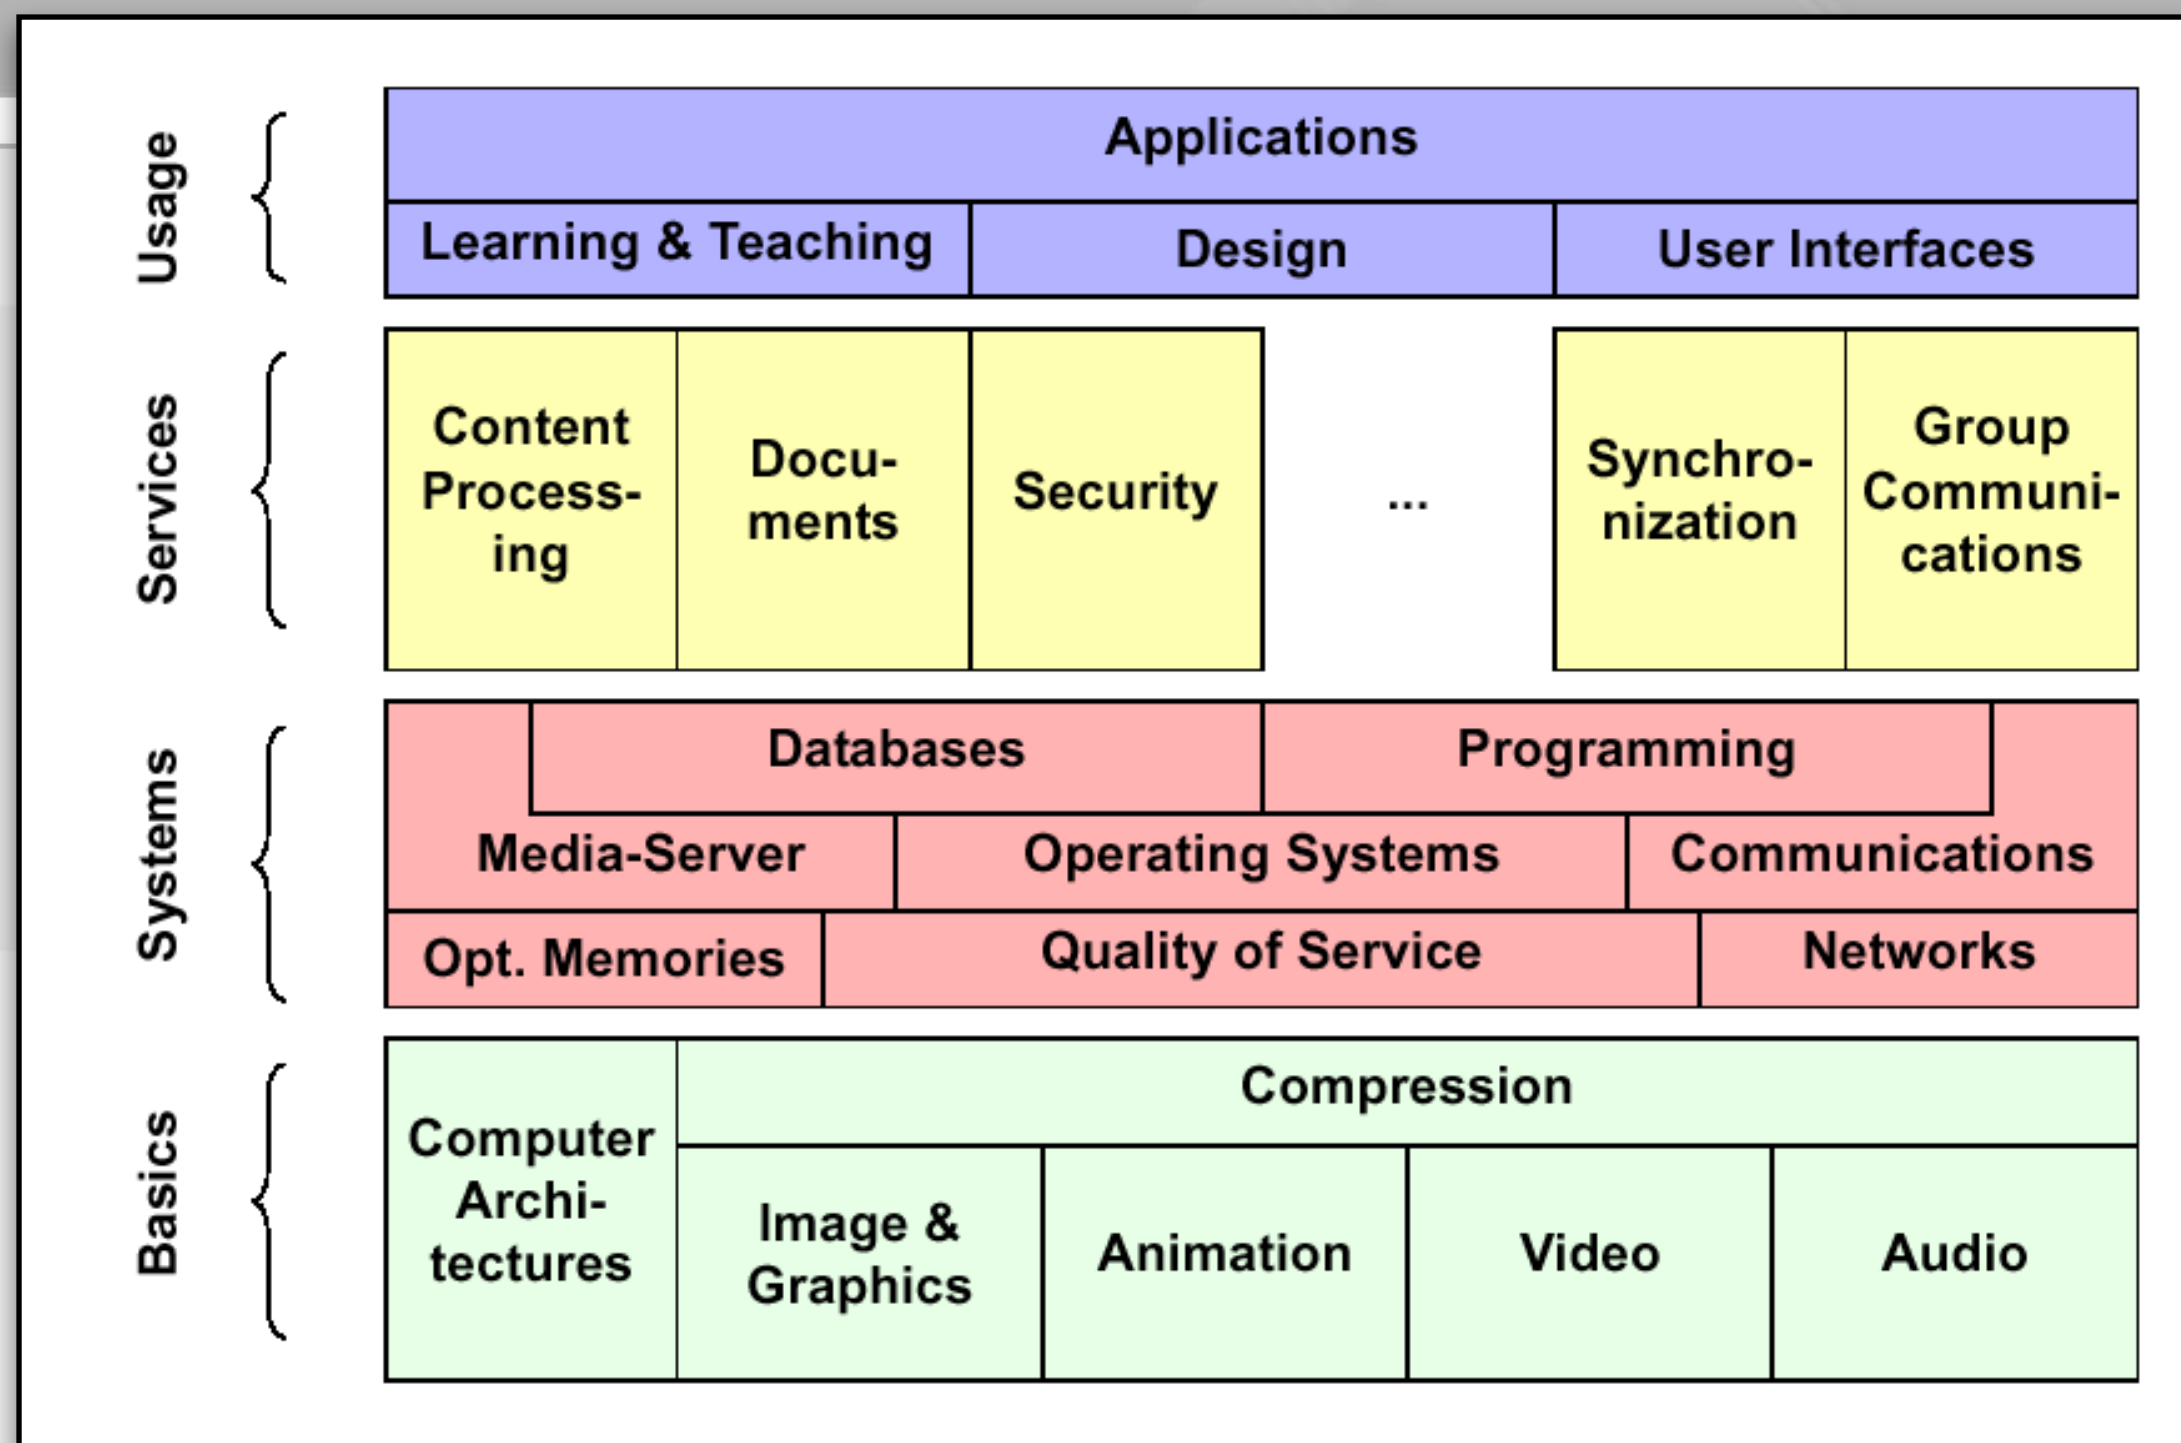 Usage
Applications
Learning & Teaching
Design
User Interfaces
Services
Content
Process-
ing
Docu-
ments
Security
...
Synchro-
nization
Group
Communi-
cations
Systems
Databases
Programming
Media-Server
Operating Systems
Communications
Opt. Memories
Quality of Service
Networks
Basics
Computer
Archi-
tectures
Compression
Image &
Graphics
Animation
Video
Audio